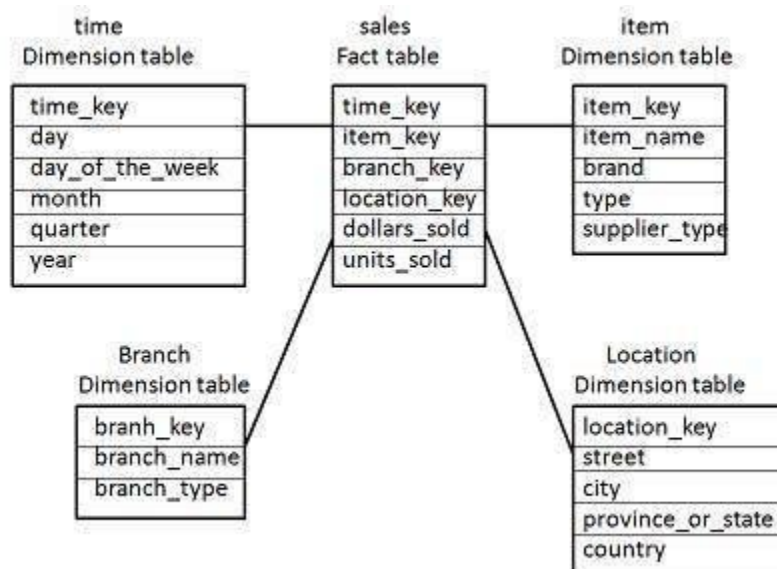 time
Dimension table
time_key
day
day_of_the_week
month
quarter
year
sales
Fact table
time_key
item_key
branch_key
location_key
dollars_sold
units_sold
item
Dimension table
item_key
item_name
brand
type
supplier_type
Branch
Dimension table
branh_key
branch_name
branch_type
Location
Dimension table
location_key
street
city
province_or_state
country